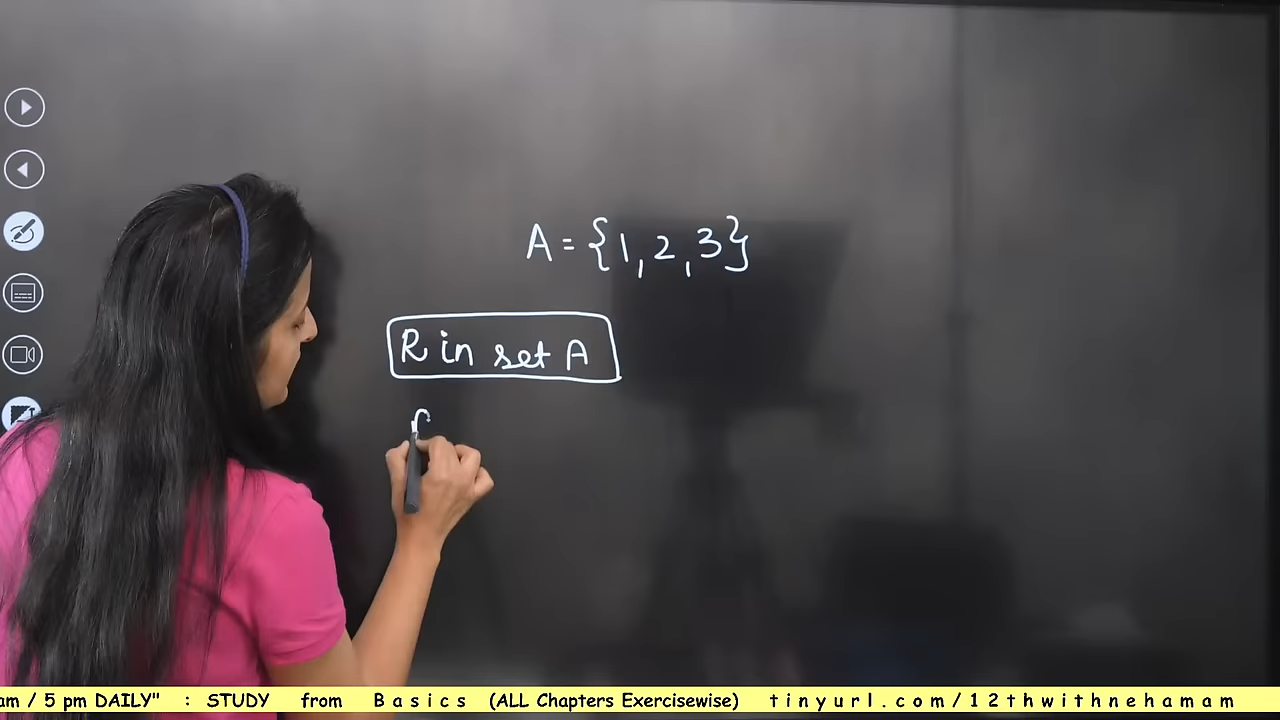 A = {1, 2, 3}
R in set A
am / 5 pm DAILY" : STUDY from Basics (ALL Chapters Exercisewise) tinyurl.com/12thwithnehamam